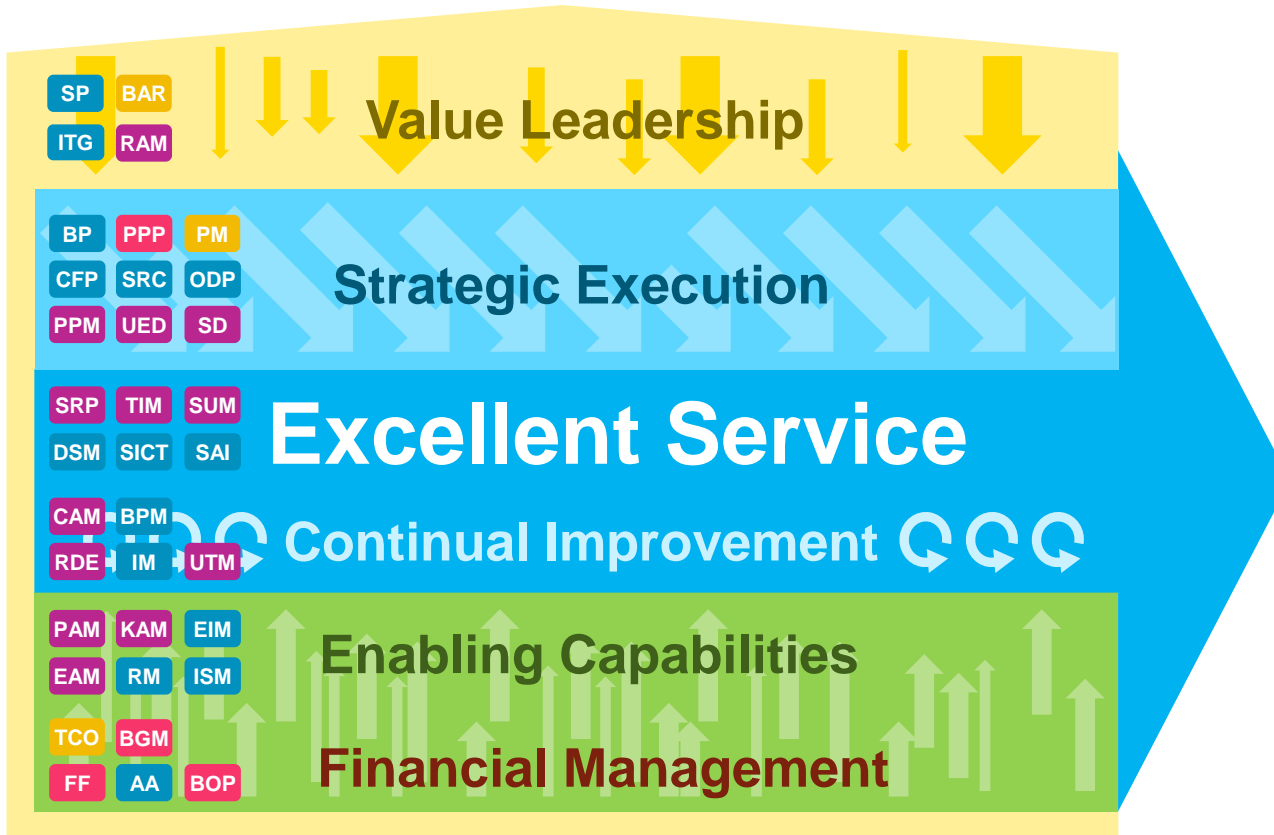 SP BAR
Value Leadership
ITG RAM
BP PPP PM
CFP SRC ODP
Strategic Execution
PPM UED SD
SRP TIM SUM
Excellent Service
DSM SICT SAI
CAM BPM
Continual Improvement
RDE IM UTM
PAM KAM EIM
Enabling Capabilities
EAM RM ISM
TCO BGM
Financial Management
FF AA BOP